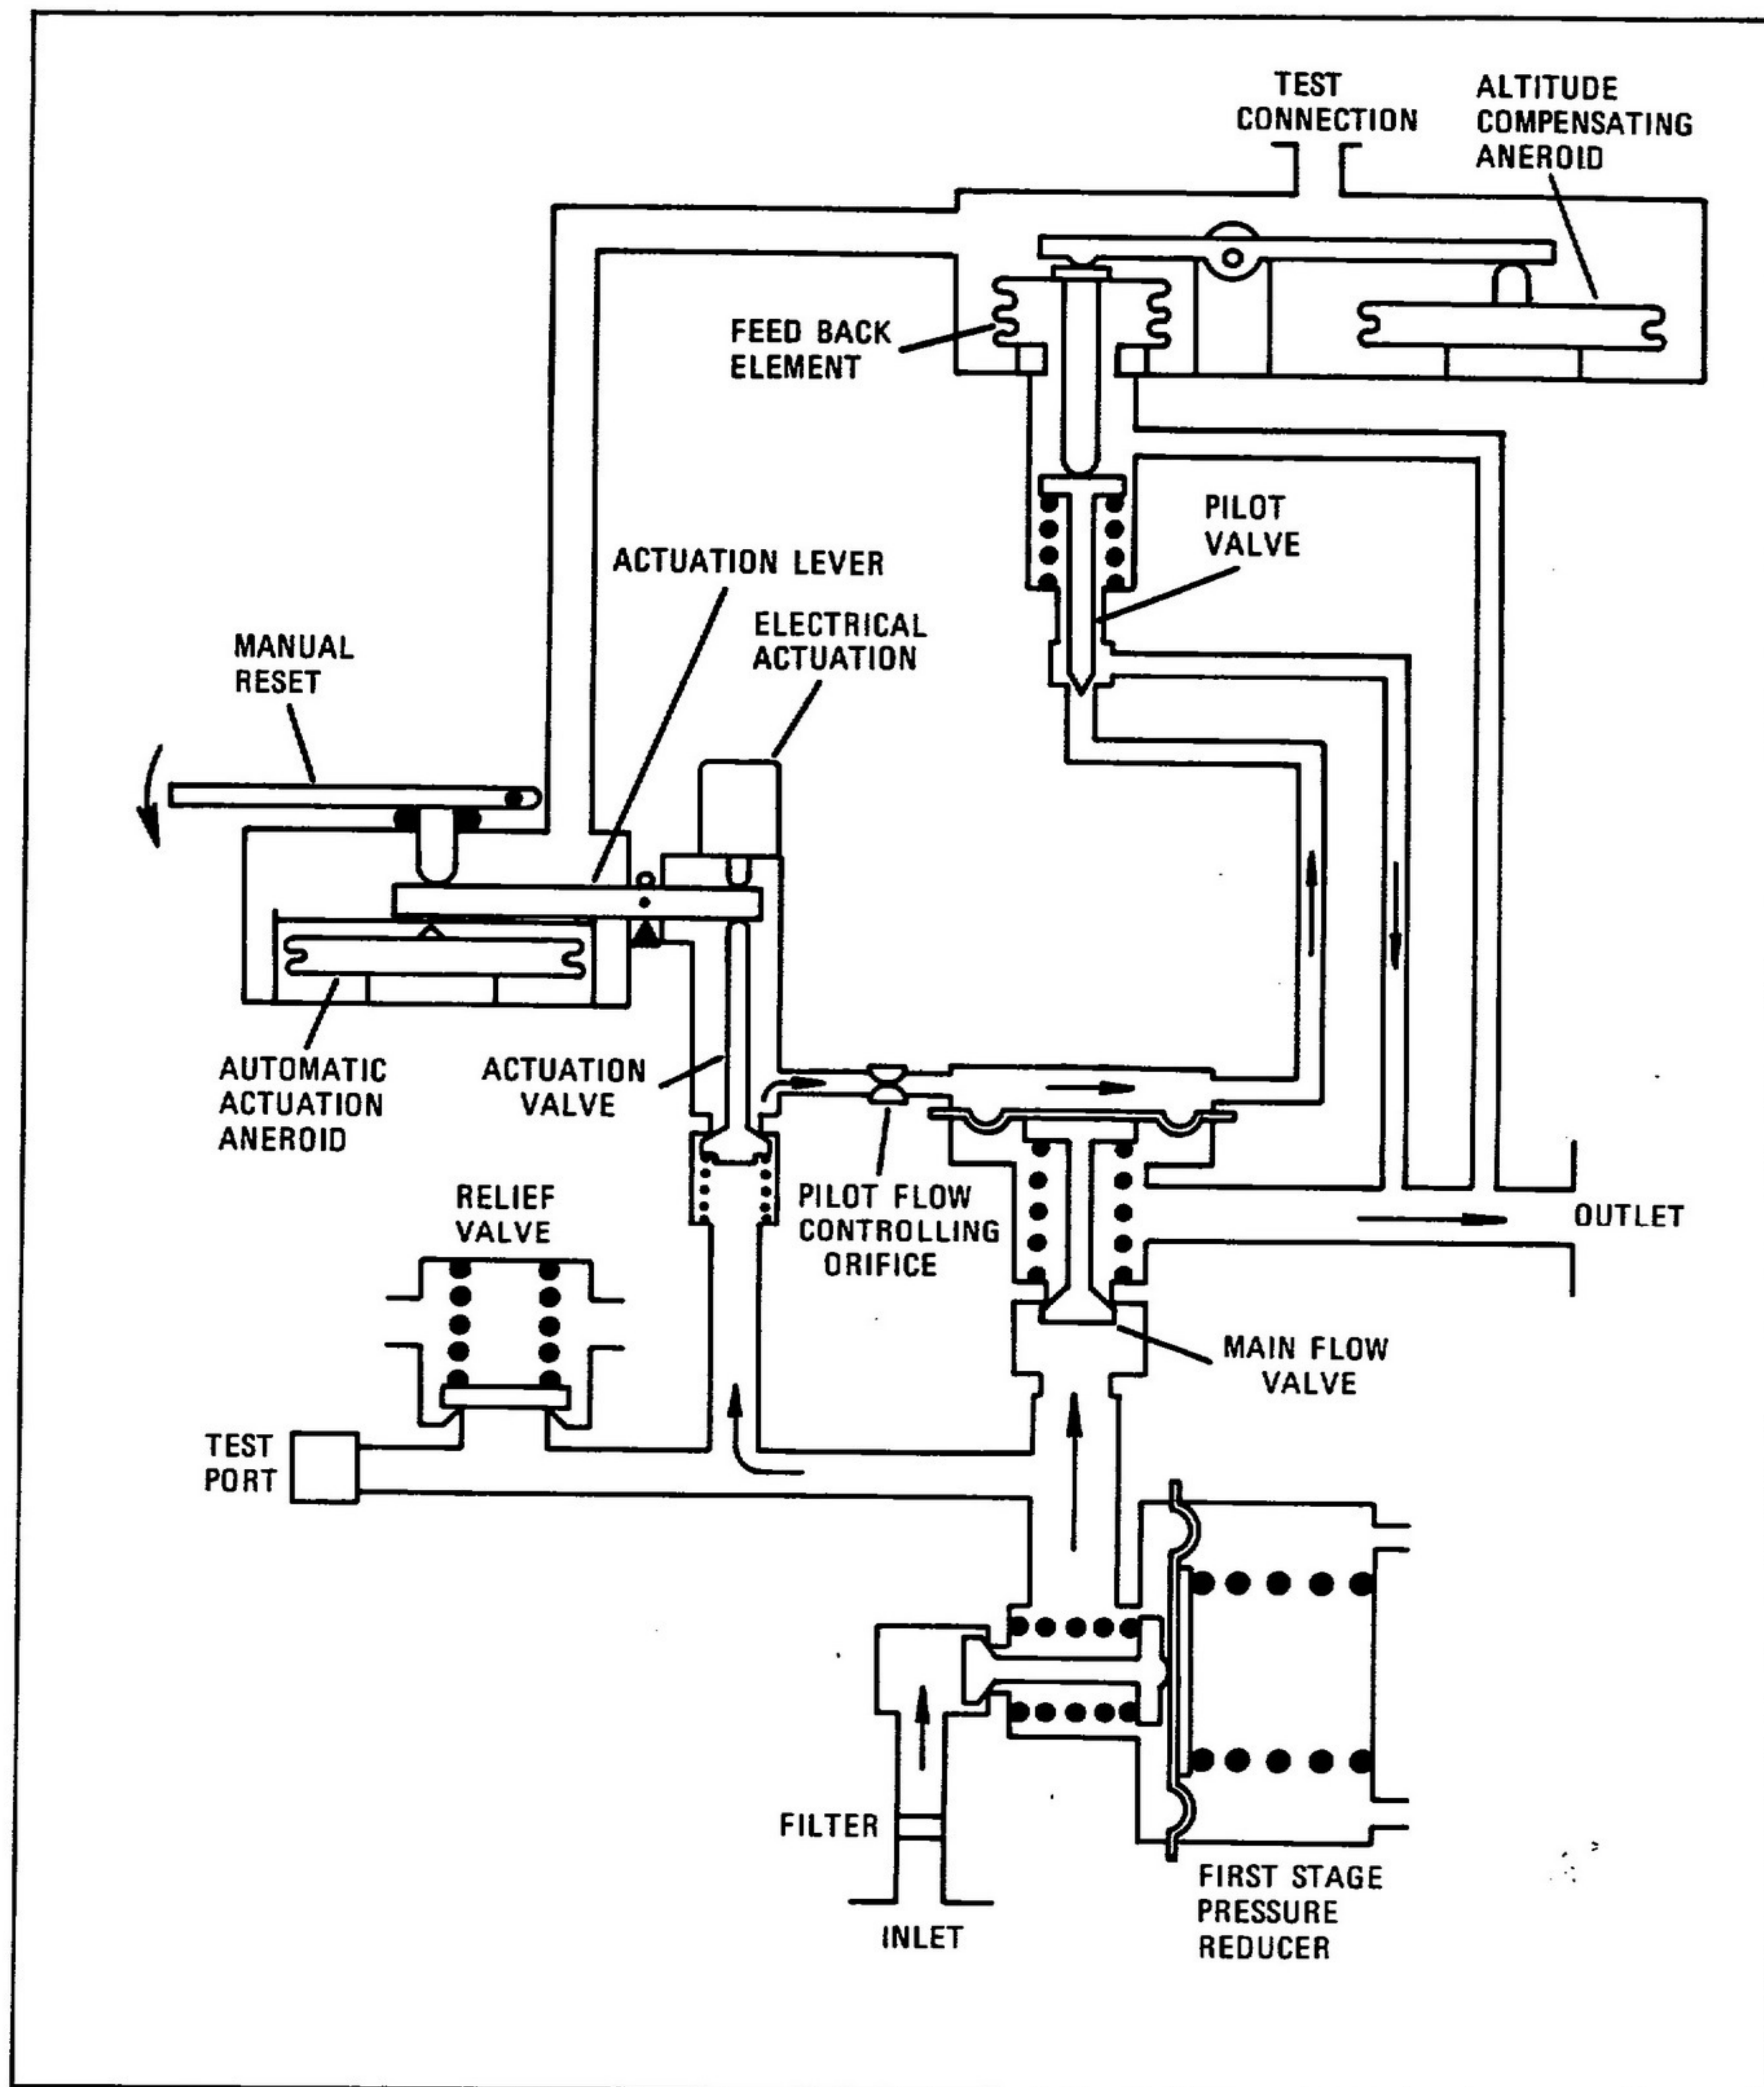 TEST
CONNECTION
ALTITUDE
COMPENSATING
ANEROID
FEED BACK
ELEMENT
PILOT
VALVE
ACTUATION LEVER
ELECTRICAL
ACTUATION
MANUAL
RESET
AUTOMATIC
ACTUATION
ANEROID
ACTUATION
VALVE
RELIEF
VALVE
PILOT FLOW
CONTROLLING
ORIFICE
OUTLET
MAIN FLOW
VALVE
TEST
PORT
FILTER
INLET
FIRST STAGE
PRESSURE
REDUCER